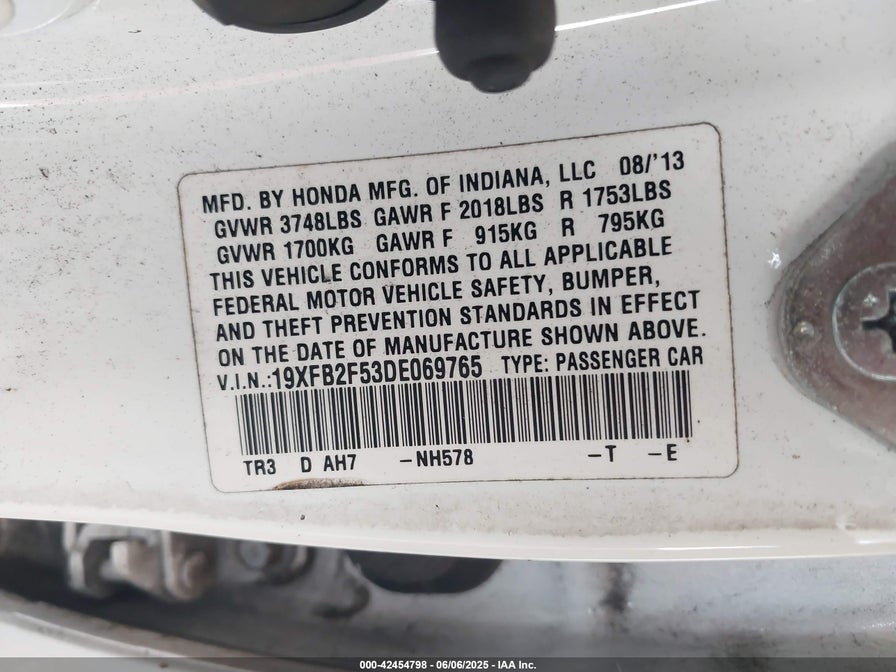 MFD. BY HONDA MFG. OF INDIANA, LLC 08/'13
GVWR 3748LBS GAWR F 2018LBS R 1753LBS
GVWR 1700KG GAWR F 915KG R 795KG
THIS VEHICLE CONFORMS TO ALL APPLICABLE
FEDERAL MOTOR VEHICLE SAFETY, BUMPER,
AND THEFT PREVENTION STANDARDS IN EFFECT
ON THE DATE OF MANUFACTURE SHOWN ABOVE.
V.I.N.:19XFB2F53DE069765 TYPE: PASSENGER CAR
TR3 D AH7 -NH578 -T -E
000-42454798 - 06/06/2025 - IAA Inc.